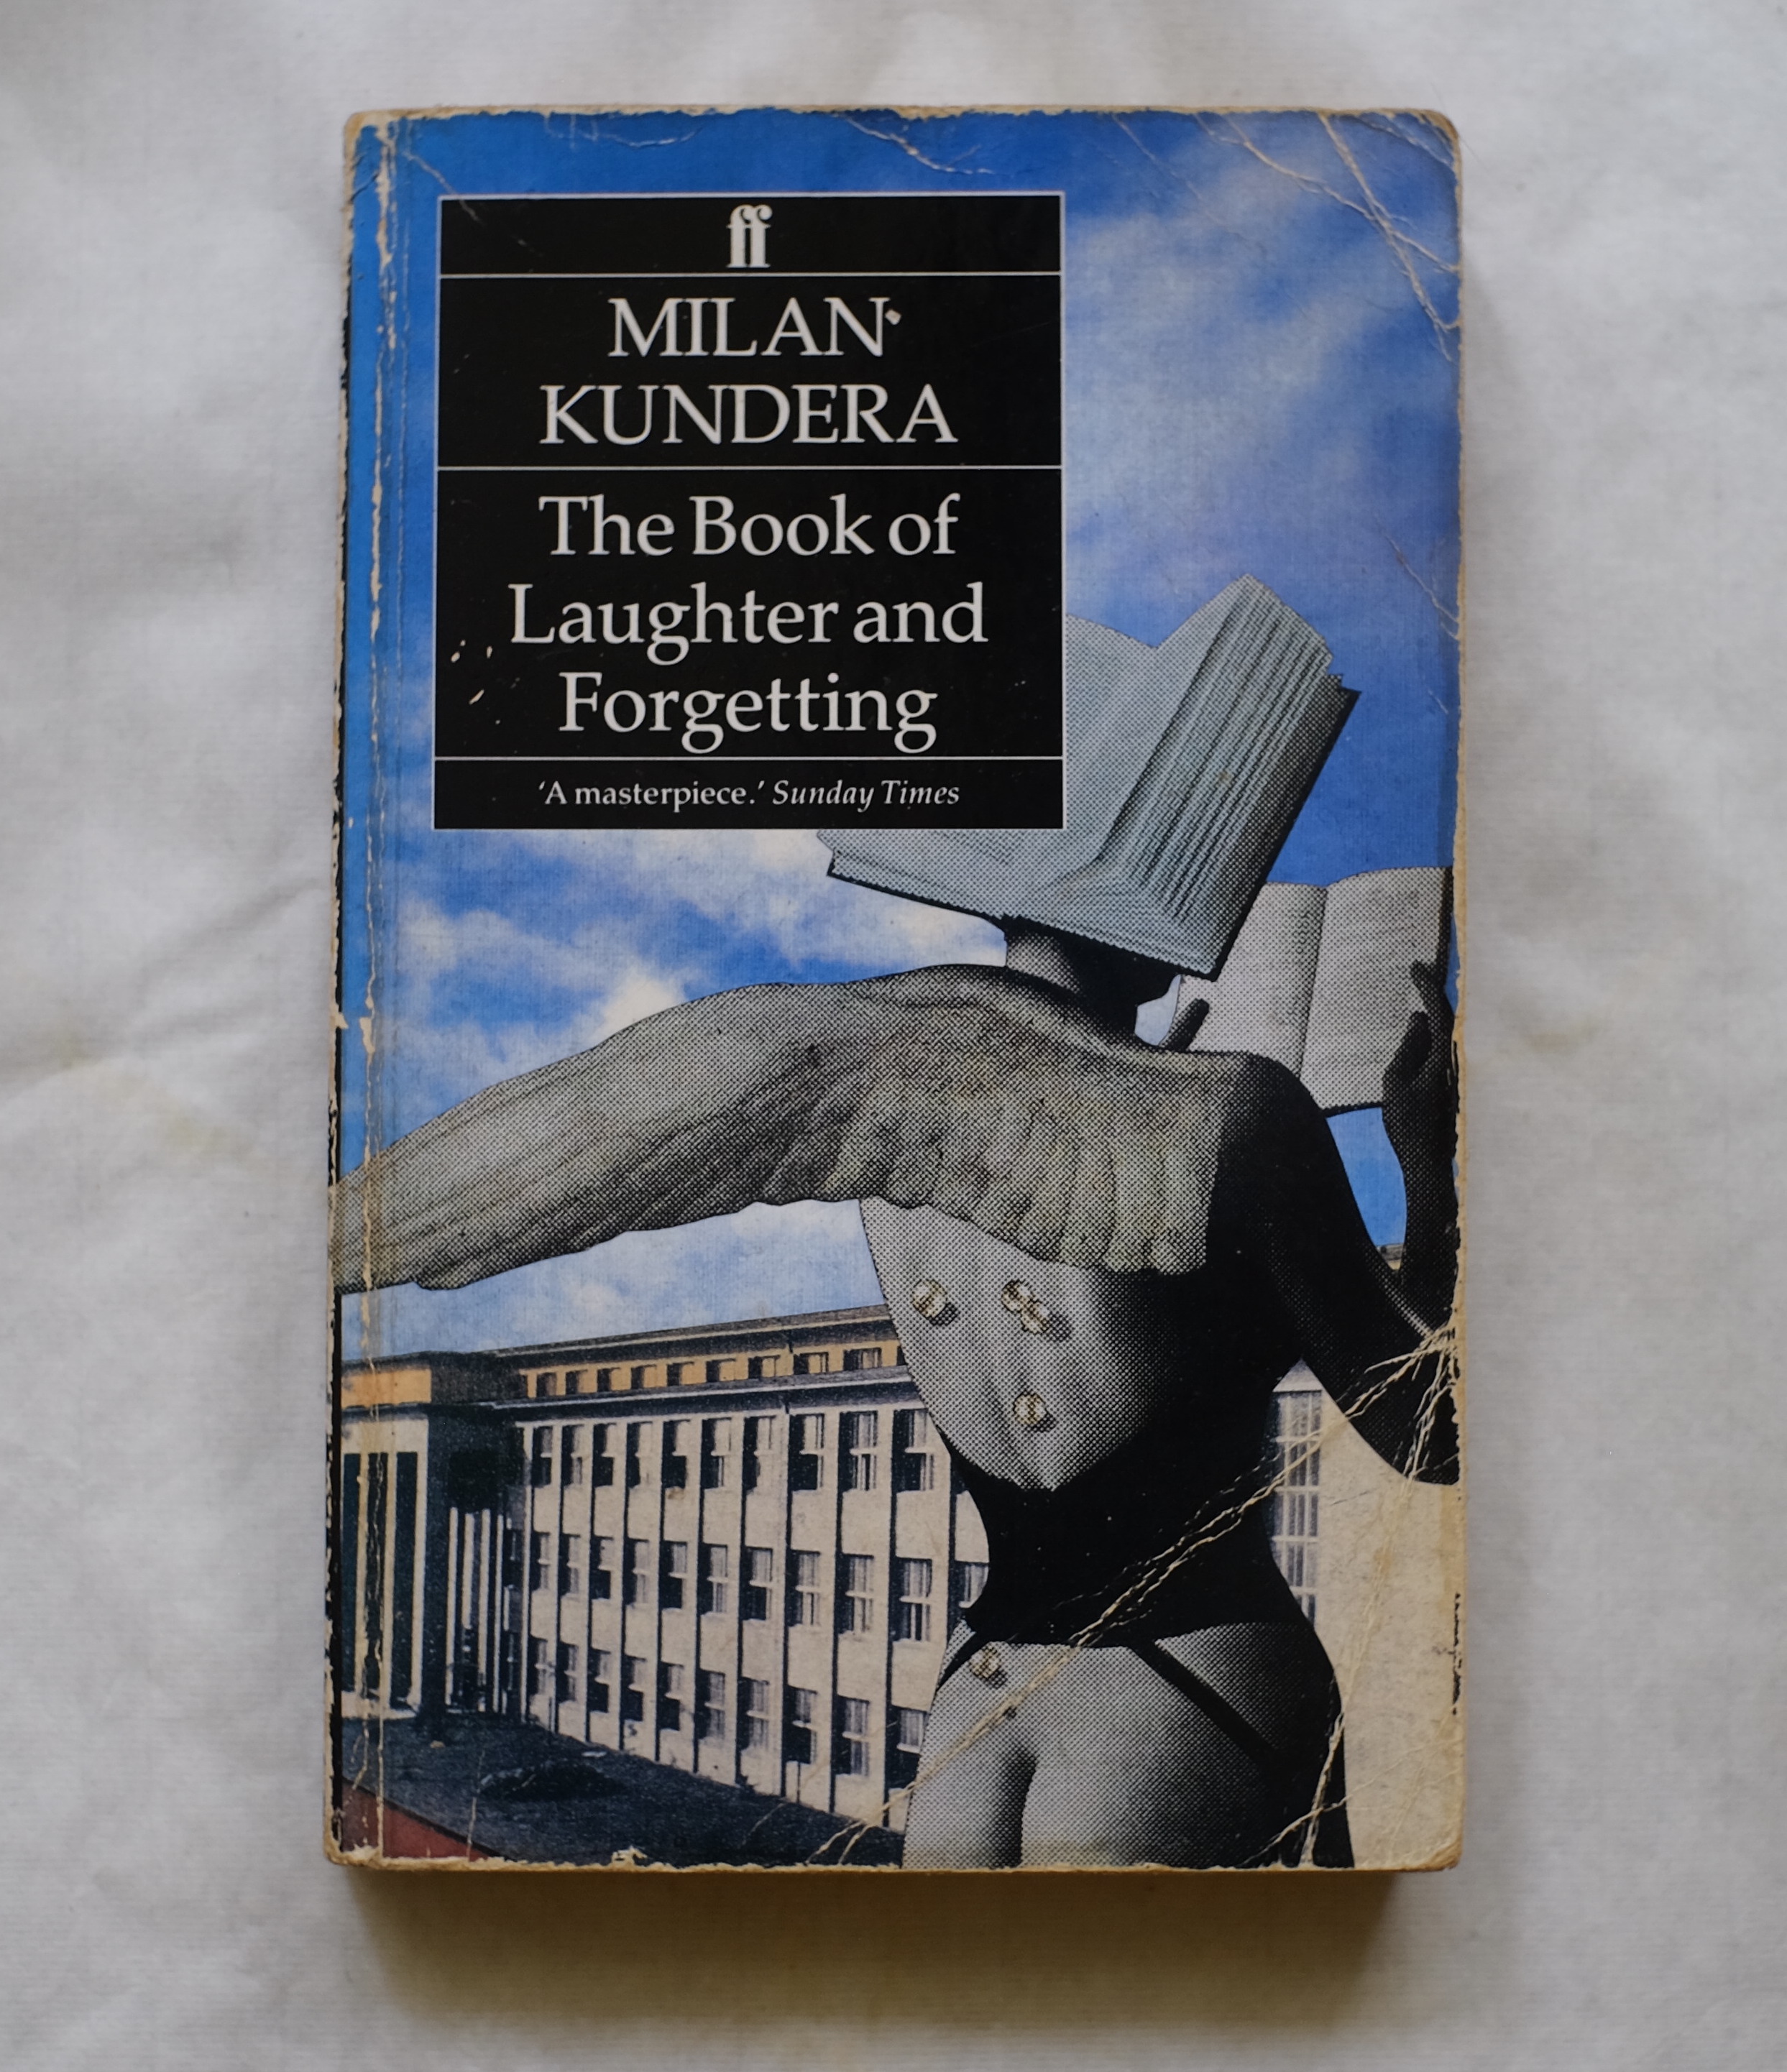 ff
MILAN
KUNDERA
The Book of
Laughter and
Forgetting
‘A masterpiece.’ Sunday Times